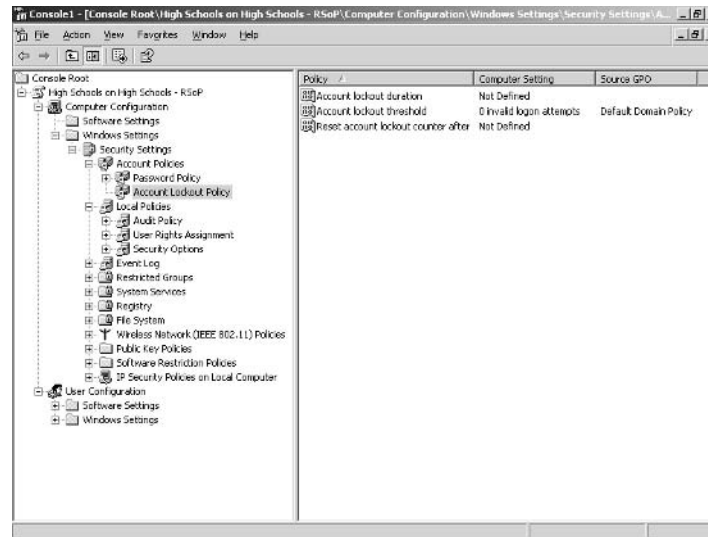 Console1 - [Console Root\High Schools on High Schools - RSoP\Computer Configuration\Windows Settings\Security Settings\A...
File Action View Favorites Window Help
Console Root
High Schools on High Schools - RSoP
Computer Configuration
Software Settings
Windows Settings
Security Settings
Account Policies
Password Policy
Account Lockout Policy
Local Policies
Audit Policy
User Rights Assignment
Security Options
Event Log
Restricted Groups
System Services
Registry
File System
Wireless Network (IEEE 802.11) Policies
Public Key Policies
Software Restriction Policies
IP Security Policies on Local Computer
User Configuration
Software Settings
Windows Settings
Policy Computer Setting Source GPO
Account lockout duration Not Defined
Account lockout threshold 0 invalid logon attempts Default Domain Policy
Reset account lockout counter after Not Defined